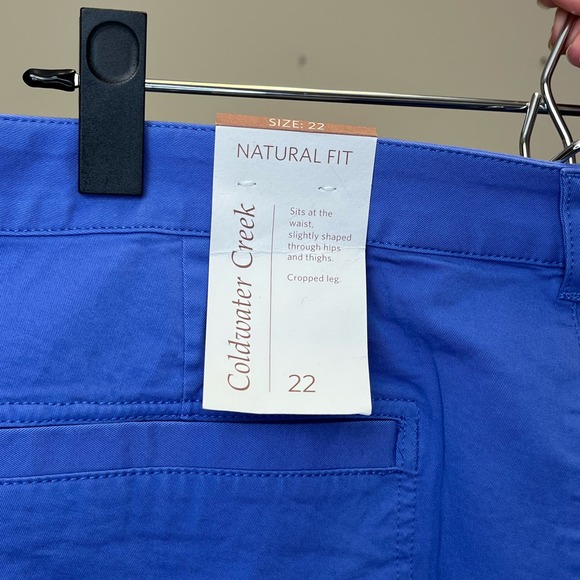 SIZE: 22
NATURAL FIT
Coldwater Creek
Sits at the
waist,
slightly shaped
through hips
and thighs.
Cropped leg.
22